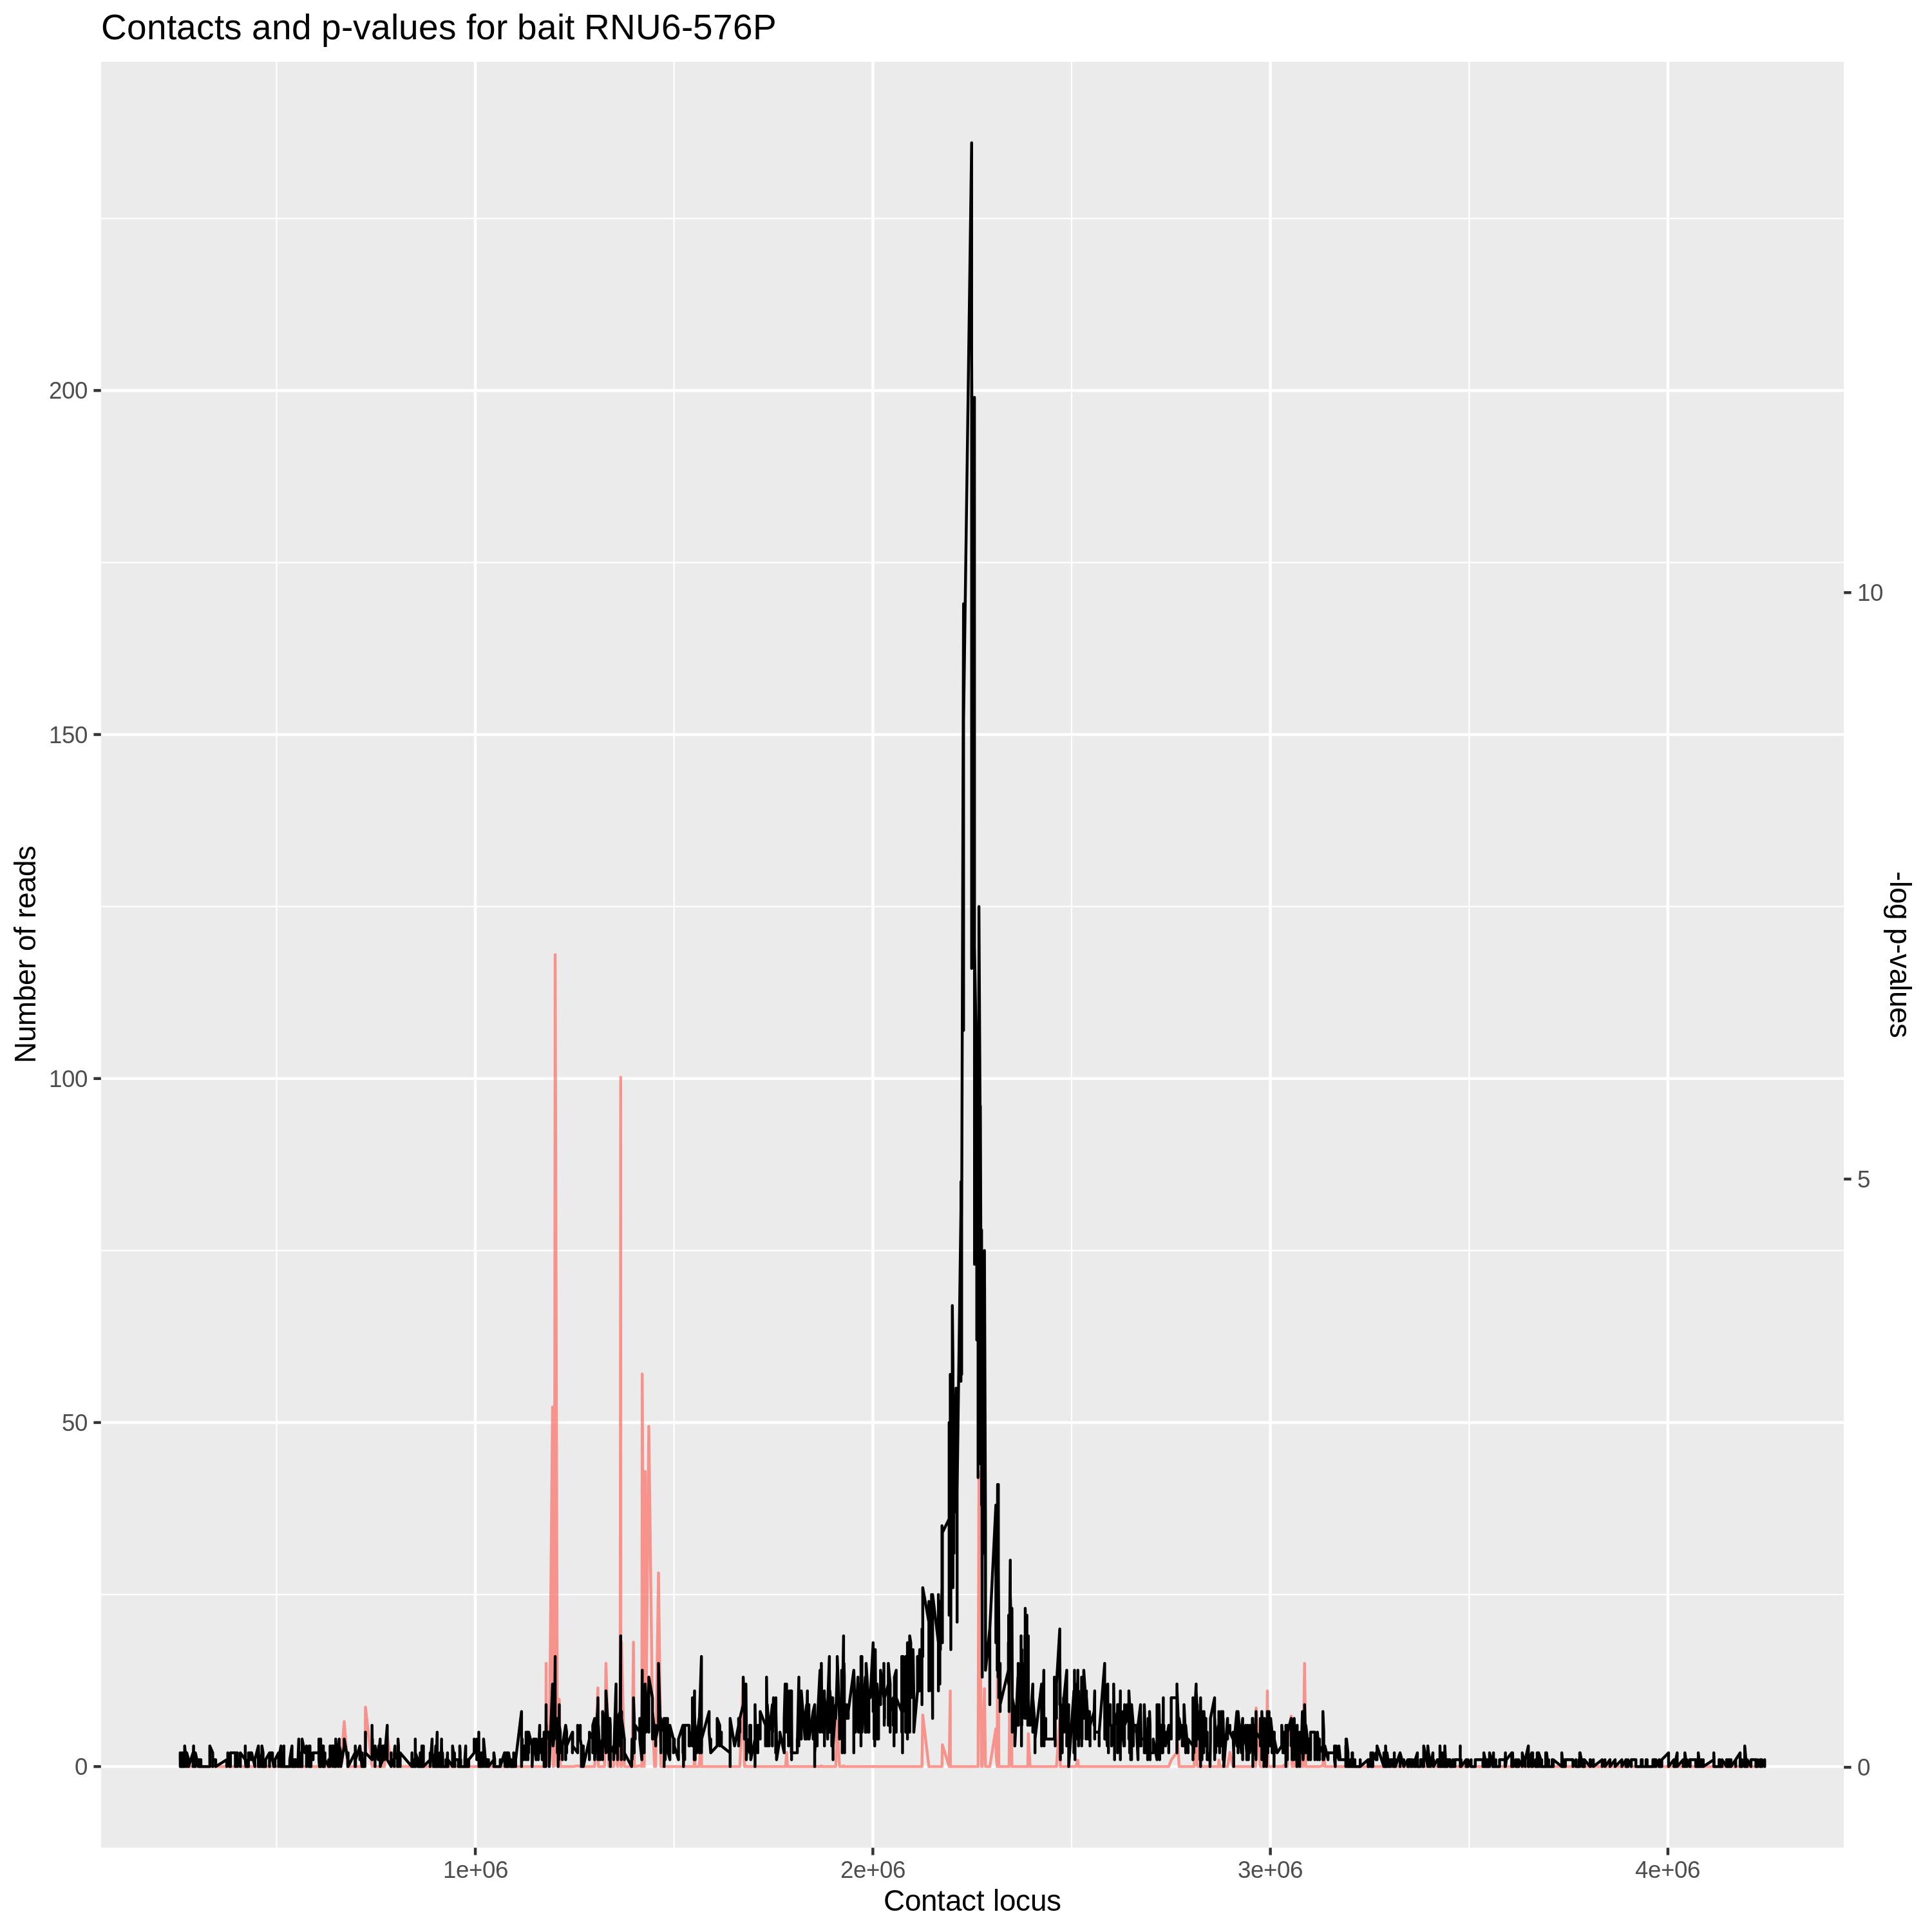 Contacts and p-values for bait RNU6-576P
Number of reads
200
150
100
50
0
10
5
0
-log p-values
1e+06
2e+06
3e+06
4e+06
Contact locus